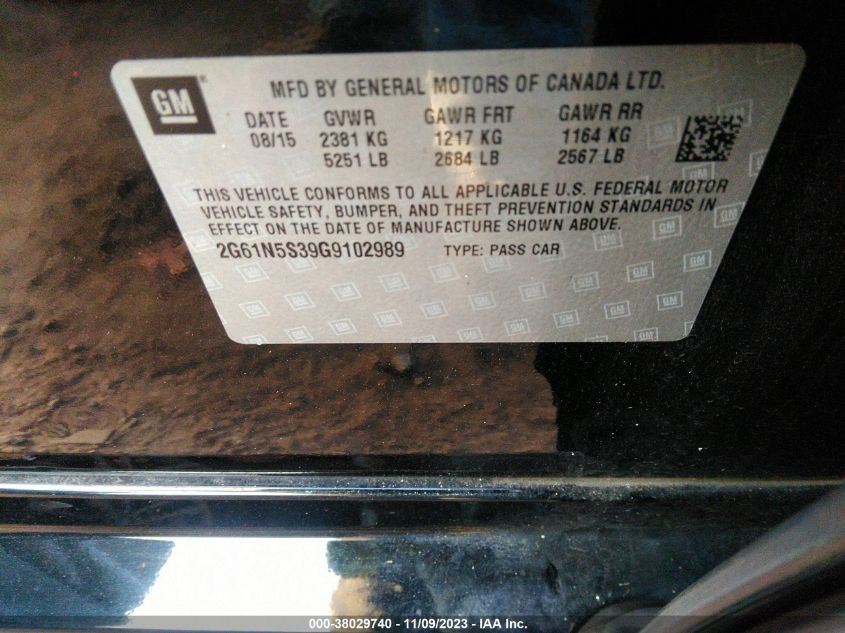 GM ® MFD BY GENERAL MOTORS OF CANADA LTD.
DATE GVWR GAWR FRT GAWR RR
08/15 2381 KG 1217 KG 1164 KG
5251 LB 2684 LB 2567 LB
THIS VEHICLE CONFORMS TO ALL APPLICABLE U.S. FEDERAL MOTOR
VEHICLE SAFETY, BUMPER, AND THEFT PREVENTION STANDARDS IN
EFFECT ON THE DATE OF MANUFACTURE SHOWN ABOVE.
2G61N5S39G9102989 TYPE: PASS CAR
000-38029740 - 11/09/2023 - IAA Inc.